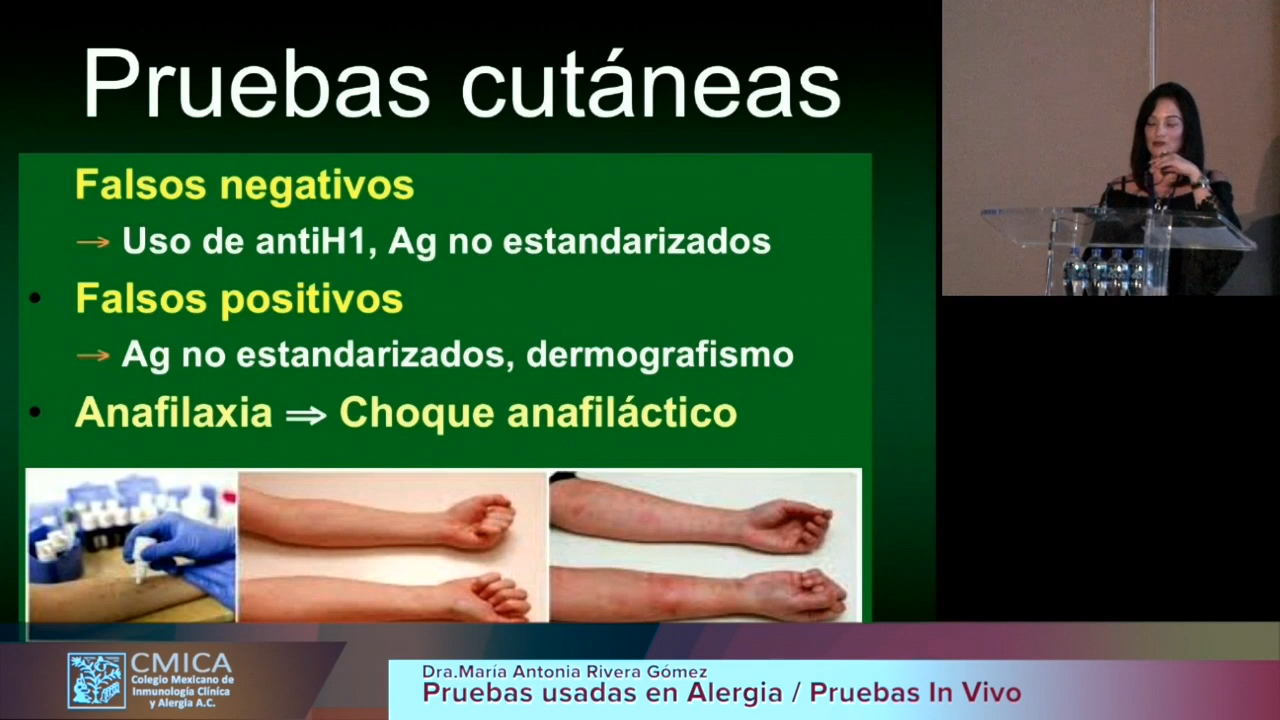 Pruebas cutáneas
Falsos negativos
→ Uso de antiH1, Ag no estandarizados
• Falsos positivos
→ Ag no estandarizados, dermografismo
• Anafilaxia ⇒ Choque anafiláctico
CMICA
Colegio Mexicano de
Inmunología Clínica
y Alergia A.C.
Dra.María Antonia Rivera Gómez
Pruebas usadas en Alergia / Pruebas In Vivo